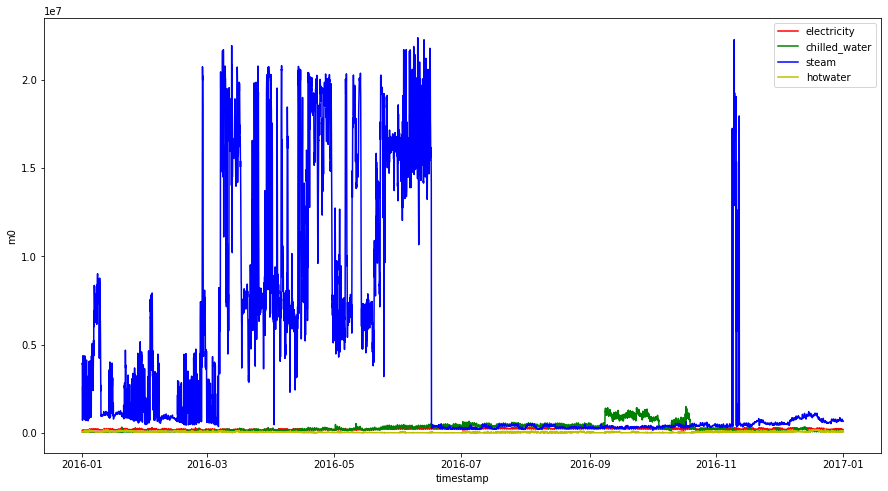 1e7
electricity
chilled_water
steam
hotwater
2.0
1.5
1.0
0.5
0.0
m0
2016-01
2016-03
2016-05
2016-07
2016-09
2016-11
2017-01
timestamp